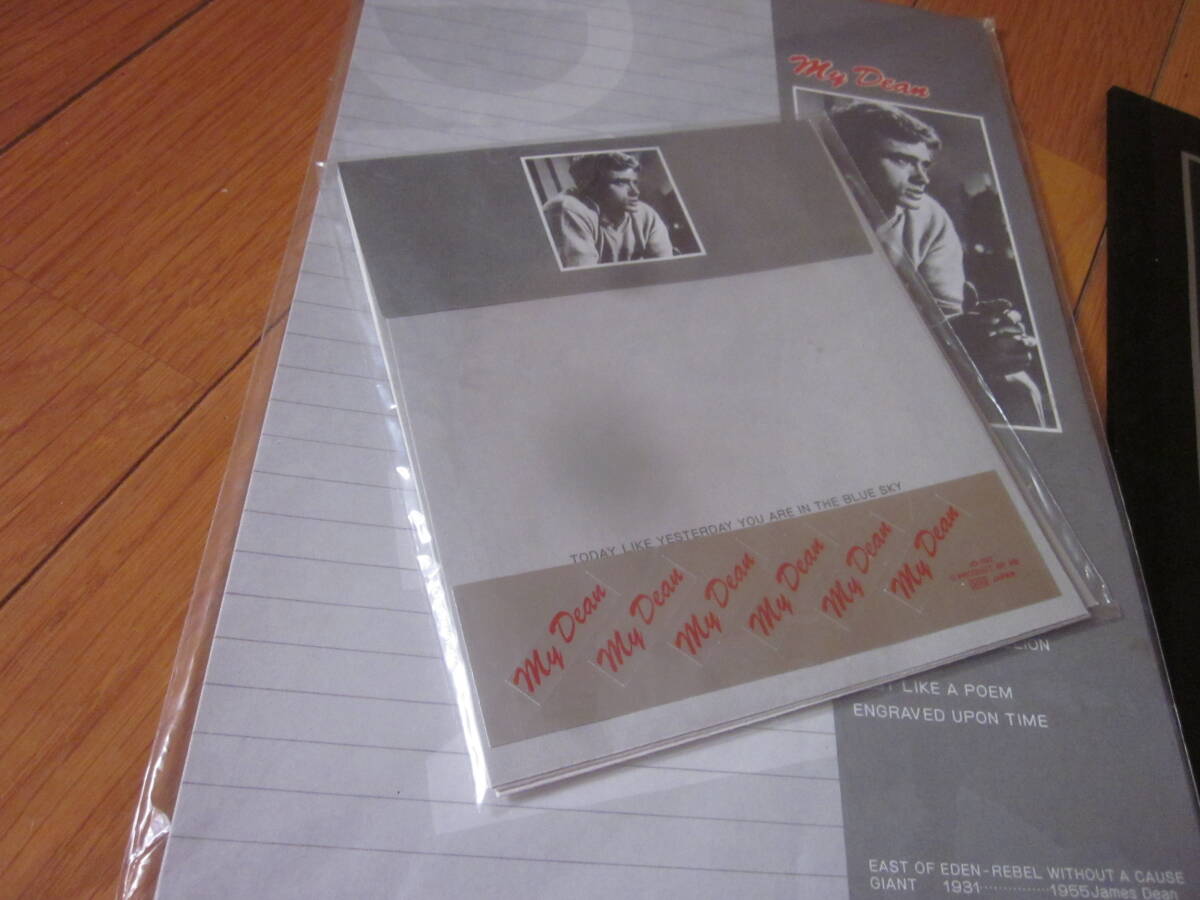 My Dean
TODAY LIKE YESTERDAY YOU ARE IN THE BLUE SKY
My Dean
My Dean
My Dean
My Dean
My Dean
My Dean
JAPAN
LIKE A POEM
ENGRAVED UPON TIME
EAST OF EDEN-REBEL WITHOUT A CAUSE
GIANT 1931··············1955 James Dean